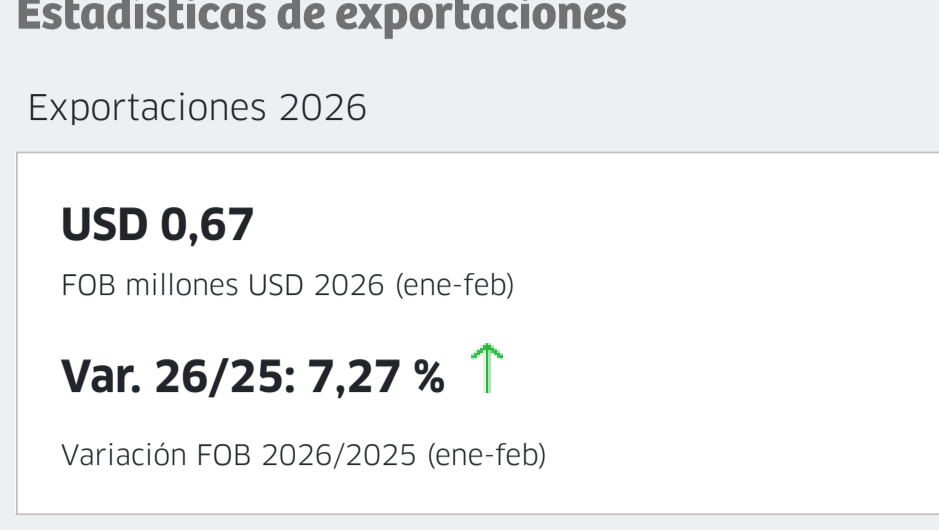 Estadísticas de exportaciones
Exportaciones 2026
USD 0,67
FOB millones USD 2026 (ene-feb)
Var. 26/25: 7,27 %
Variación FOB 2026/2025 (ene-feb)